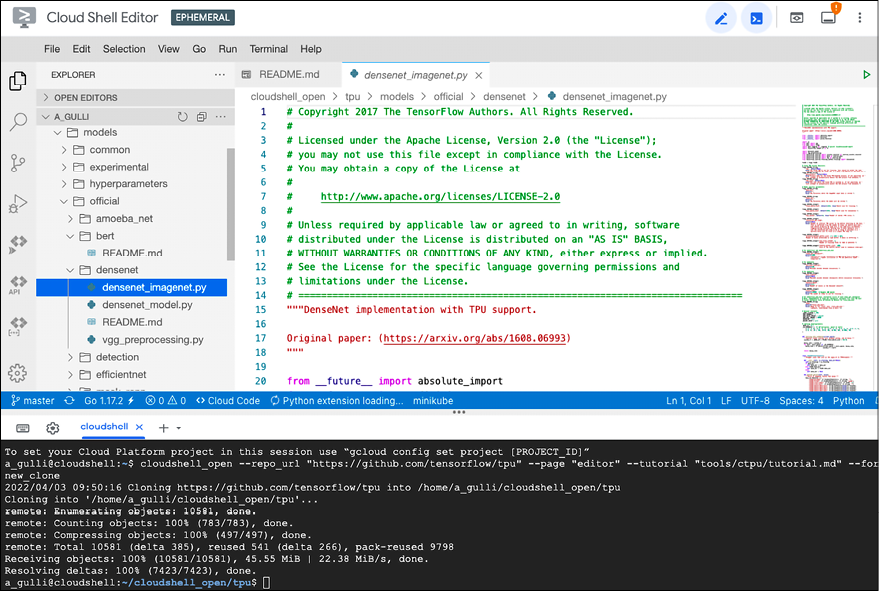 Cloud Shell Editor EPHEMERAL
File Edit Selection View Go Run Terminal Help
EXPLORER
README.md
densenet_imagenet.py
OPEN EDITORS
cloudshell_open > tpu > models > official > densenet > densenet_imagenet.py
A_GULLI
models
common
experimental
hyperparameters
official
amoeba_net
bert
README.md
densenet
densenet_imagenet.py
densenet_model.py
README.md
vgg_preprocessing.py
detection
efficientnet
API
1 # Copyright 2017 The TensorFlow Authors. All Rights Reserved.
2 #
3 # Licensed under the Apache License, Version 2.0 (the "License");
4 # you may not use this file except in compliance with the License.
5 # You may obtain a copy of the License at
6 #
7 #     http://www.apache.org/licenses/LICENSE-2.0
8 #
9 # Unless required by applicable law or agreed to in writing, software
10 # distributed under the License is distributed on an "AS IS" BASIS,
11 # WITHOUT WARRANTIES OR CONDITIONS OF ANY KIND, either express or implied.
12 # See the License for the specific language governing permissions and
13 # limitations under the License.
14 # ==============================================================================
15 """DenseNet implementation with TPU support.
16
17 Original paper: (https://arxiv.org/abs/1608.06993)
18 """
19
20 from __future__ import absolute_import
master Go 1.17.2 0 0 <> Cloud Code Python extension loading... minikube Ln 1, Col 1 LF UTF-8 Spaces: 4 Python
cloudshell
To set your Cloud Platform project in this session use “gcloud config set project [PROJECT_ID]”
a_gulli@cloudshell:~$ cloudshell_open --repo_url "https://github.com/tensorflow/tpu" --page "editor" --tutorial "tools/ctpu/tutorial.md" --for
new_clone
2022/04/03 09:50:16 Cloning https://github.com/tensorflow/tpu into /home/a_gulli/cloudshell_open/tpu
Cloning into '/home/a_gulli/cloudshell_open/tpu'...
remote: Enumerating objects: 10581, done.
remote: Counting objects: 100% (783/783), done.
remote: Compressing objects: 100% (497/497), done.
remote: Total 10581 (delta 385), reused 541 (delta 266), pack-reused 9798
Receiving objects: 100% (10581/10581), 45.55 MiB | 22.38 MiB/s, done.
Resolving deltas: 100% (7423/7423), done.
a_gulli@cloudshell:~/cloudshell_open/tpu$